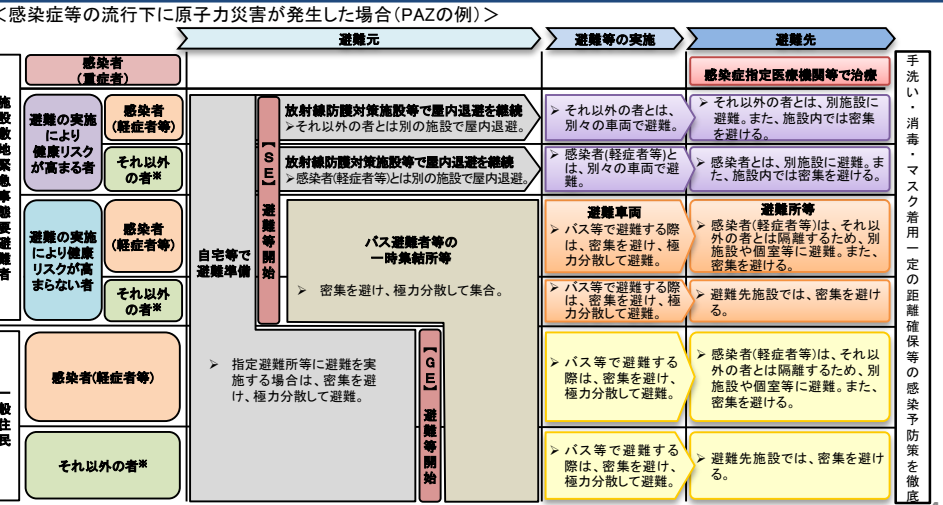 ＜感染症等の流行下に原子力災害が発生した場合(PAZの例)＞
避難元
避難等の実施
避難先
施設敷地緊急事態要避難者
感染者
(重症者)
感染症指定医療機関等で治療
避難の実施
により
健康リスク
が高まる者
感染者
(軽症者等)
放射線防護対策施設等で屋内退避を継続
➢それ以外の者とは別の施設で屋内退避。
➢ それ以外の者とは、
別々の車両で避難。
➢ それ以外の者とは、別施設に
避難。また、施設内では密集
を避ける。
それ以外
の者※
放射線防護対策施設等で屋内退避を継続
➢感染者(軽症者等)とは別の施設で屋内退避。
➢ 感染者(軽症者等)と
は、別々の車両で避
難。
➢ 感染者とは、別施設に避難。ま
た、施設内では密集を避ける。
避難の実施
により健康
リスクが高
まらない者
感染者
(軽症者等)
それ以外
の者※
自宅等で
避難準備
【SE】避難等開始
バス避難者等の
一時集結所等
➢ 密集を避け、極力分散して集合。
避難車両
➢ バス等で避難する際
は、密集を避け、極
力分散して避難。
避難所等
➢ 感染者(軽症者等)は、それ以
外の者とは隔離するため、別
施設や個室等に避難。また、
密集を避ける。
➢ バス等で避難する際
は、密集を避け、極
力分散して避難。
➢ 避難先施設では、密集を避け
る。
一般住民
感染者(軽症者等)
➢ 指定避難所等に避難を実
施する場合は、密集を避
け、極力分散して避難。
【GE】避難等開始
➢ バス等で避難する
際は、密集を避け、
極力分散して避難。
➢ 感染者(軽症者等)は、それ以
外の者とは隔離するため、別
施設や個室等に避難。また、
密集を避ける。
それ以外の者※
➢ バス等で避難する
際は、密集を避け、
極力分散して避難。
➢ 避難先施設では、密集を避け
る。
手洗い・消毒・マスク着用一定の距離確保等の感染予防策を徹底